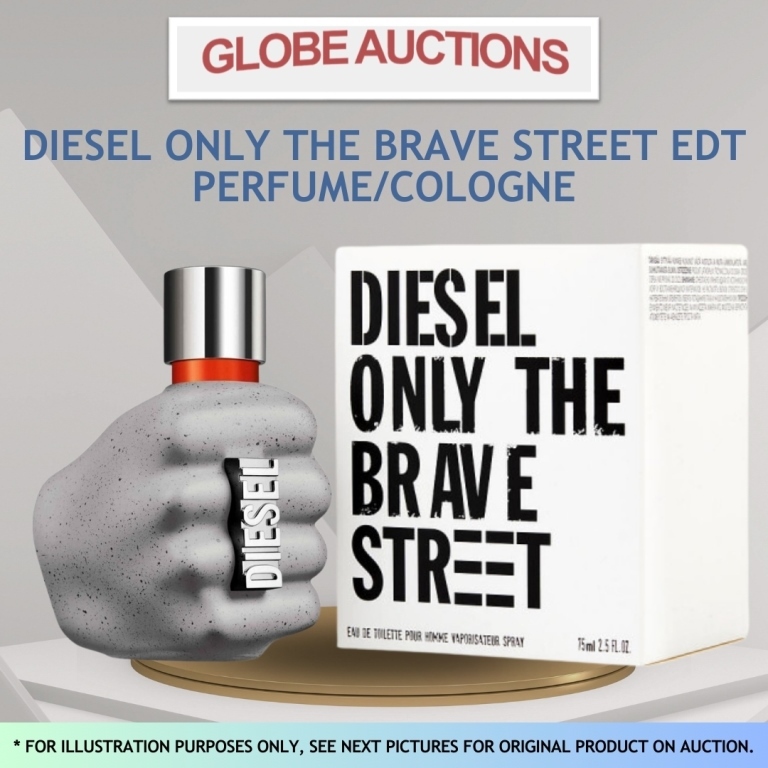 GLOBE AUCTIONS
DIESEL ONLY THE BRAVE STREET EDT
PERFUME/COLOGNE
DIESEL
ONLY THE
BRAVE
STREET
EAU DE TOILETTE POUR HOMME VAPORISATEUR SPRAY
75ml 2.5 FL.OZ.
DIESEL
* FOR ILLUSTRATION PURPOSES ONLY, SEE NEXT PICTURES FOR ORIGINAL PRODUCT ON AUCTION.